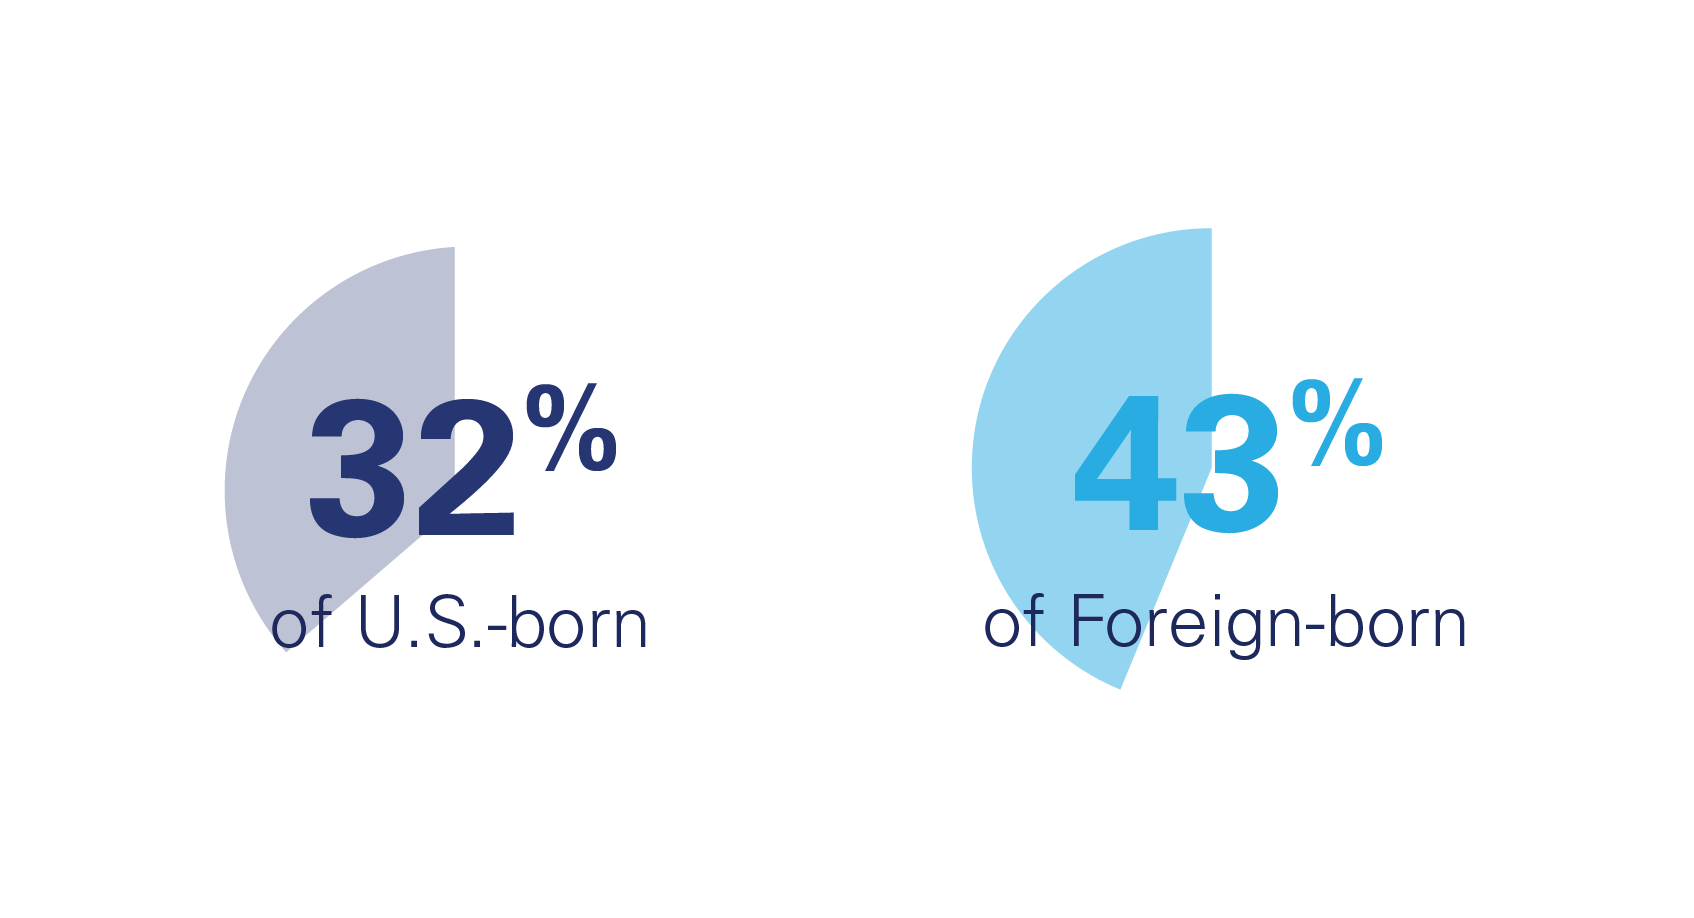 32%
of U.S.-born
43%
of Foreign-born